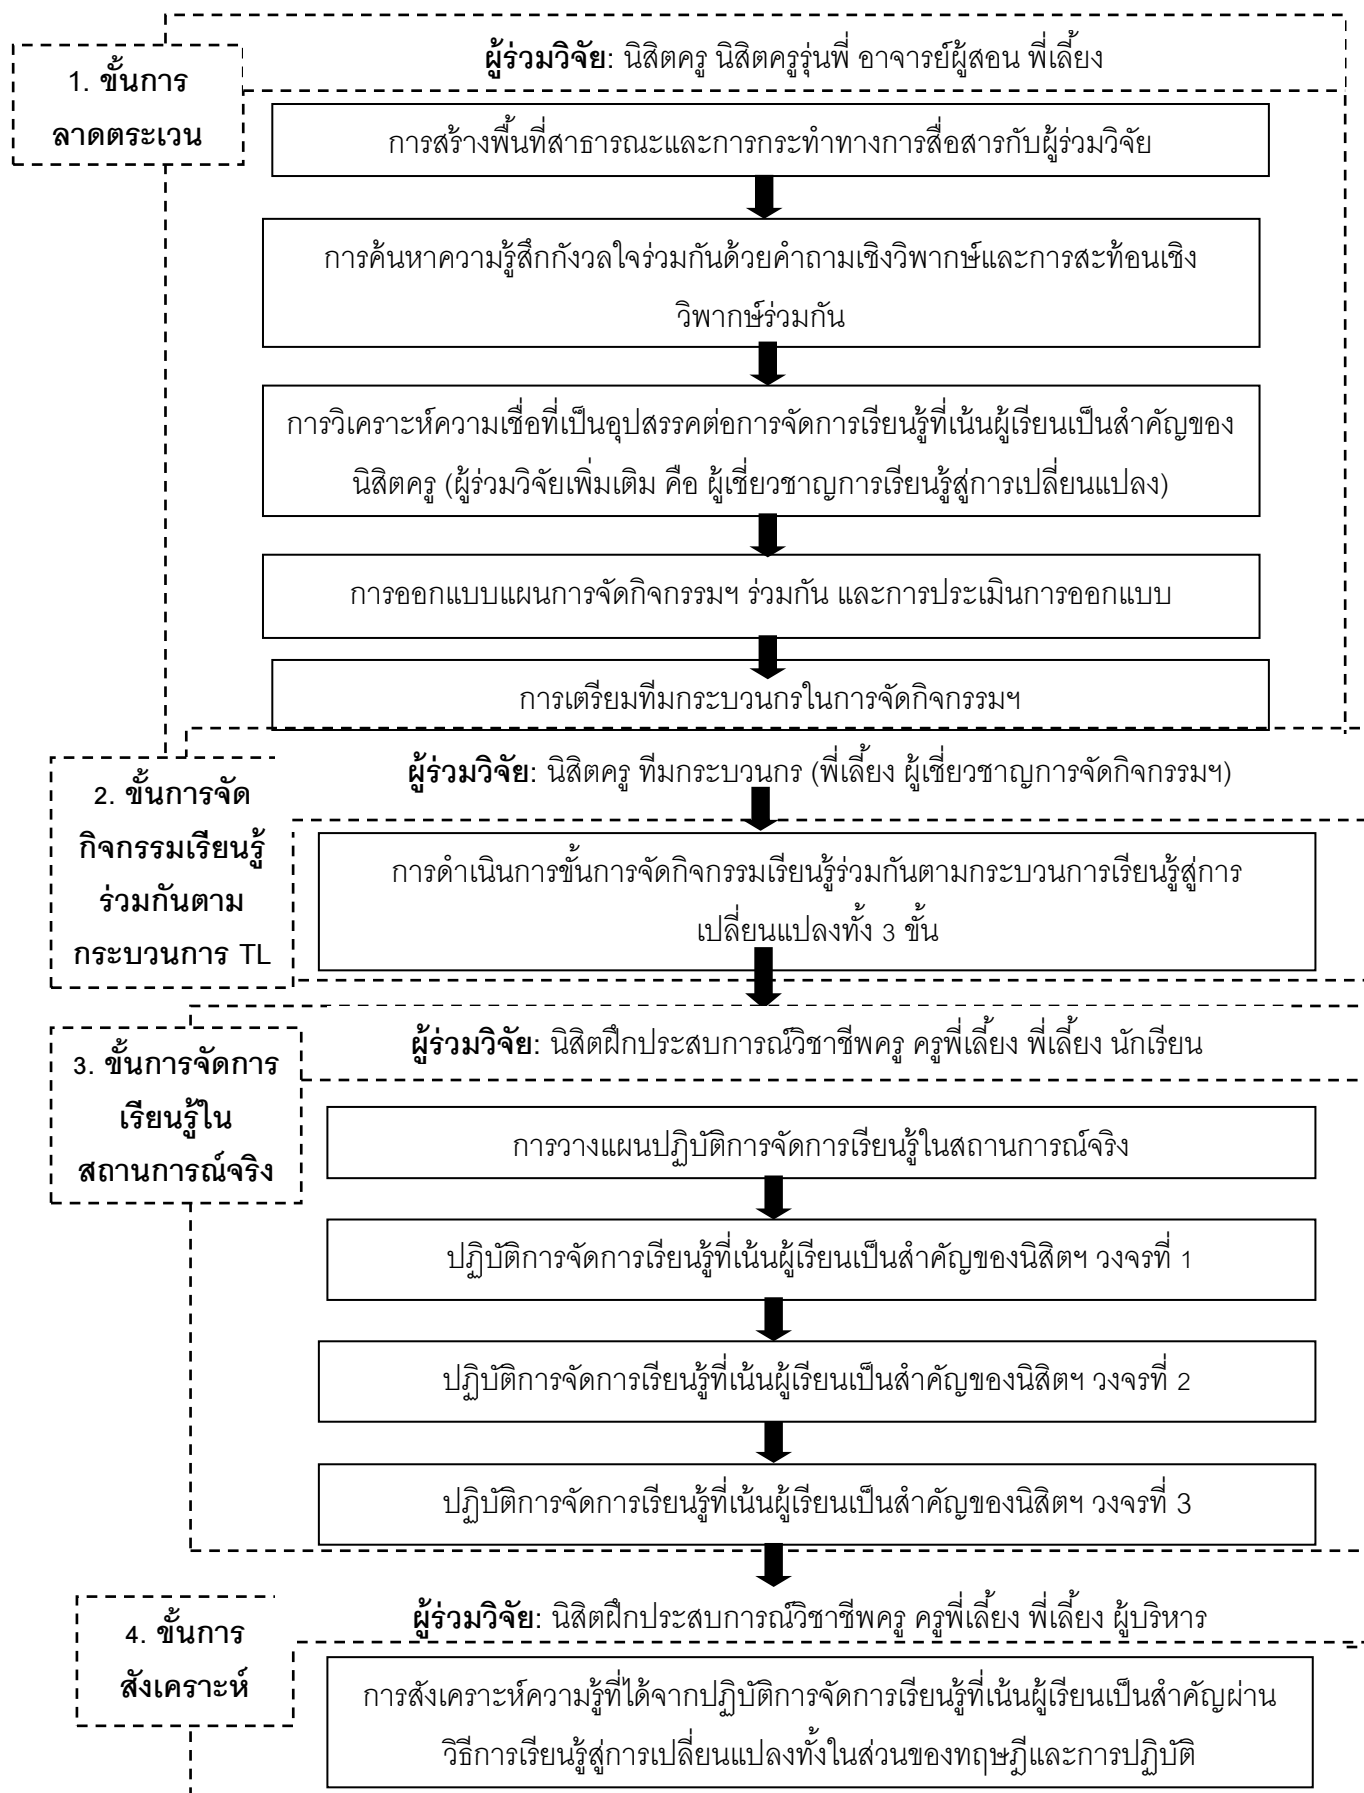 1. ขั้นการ
ลาดตระเวน
ผู้ร่วมวิจัย: นิสิตครู นิสิตครูรุ่นพี่ อาจารย์ผู้สอน พี่เลี้ยง
การสร้างพื้นที่สาธารณะและการกระทำทางการสื่อสารกับผู้ร่วมวิจัย
การค้นหาความรู้สึกกังวลใจร่วมกันด้วยคำถามเชิงวิพากษ์และการสะท้อนเชิง
วิพากษ์ร่วมกัน
การวิเคราะห์ความเชื่อที่เป็นอุปสรรคต่อการจัดการเรียนรู้ที่เน้นผู้เรียนเป็นสำคัญของ
นิสิตครู (ผู้ร่วมวิจัยเพิ่มเติม คือ ผู้เชี่ยวชาญการเรียนรู้สู่การเปลี่ยนแปลง)
การออกแบบแผนการจัดกิจกรรมฯ ร่วมกัน และการประเมินการออกแบบ
การเตรียมทีมกระบวนกรในการจัดกิจกรรมฯ
2. ขั้นการจัด
กิจกรรมเรียนรู้
ร่วมกันตาม
กระบวนการ TL
ผู้ร่วมวิจัย: นิสิตครู ทีมกระบวนกร (พี่เลี้ยง ผู้เชี่ยวชาญการจัดกิจกรรมฯ)
การดำเนินการขั้นการจัดกิจกรรมเรียนรู้ร่วมกันตามกระบวนการเรียนรู้สู่การ
เปลี่ยนแปลงทั้ง 3 ขั้น
3. ขั้นการจัดการ
เรียนรู้ใน
สถานการณ์จริง
ผู้ร่วมวิจัย: นิสิตฝึกประสบการณ์วิชาชีพครู ครูพี่เลี้ยง พี่เลี้ยง นักเรียน
การวางแผนปฏิบัติการจัดการเรียนรู้ในสถานการณ์จริง
ปฏิบัติการจัดการเรียนรู้ที่เน้นผู้เรียนเป็นสำคัญของนิสิตฯ วงจรที่ 1
ปฏิบัติการจัดการเรียนรู้ที่เน้นผู้เรียนเป็นสำคัญของนิสิตฯ วงจรที่ 2
ปฏิบัติการจัดการเรียนรู้ที่เน้นผู้เรียนเป็นสำคัญของนิสิตฯ วงจรที่ 3
4. ขั้นการ
สังเคราะห์
ผู้ร่วมวิจัย: นิสิตฝึกประสบการณ์วิชาชีพครู ครูพี่เลี้ยง พี่เลี้ยง ผู้บริหาร
การสังเคราะห์ความรู้ที่ได้จากปฏิบัติการจัดการเรียนรู้ที่เน้นผู้เรียนเป็นสำคัญผ่าน
วิธีการเรียนรู้สู่การเปลี่ยนแปลงทั้งในส่วนของทฤษฎีและการปฏิบัติ